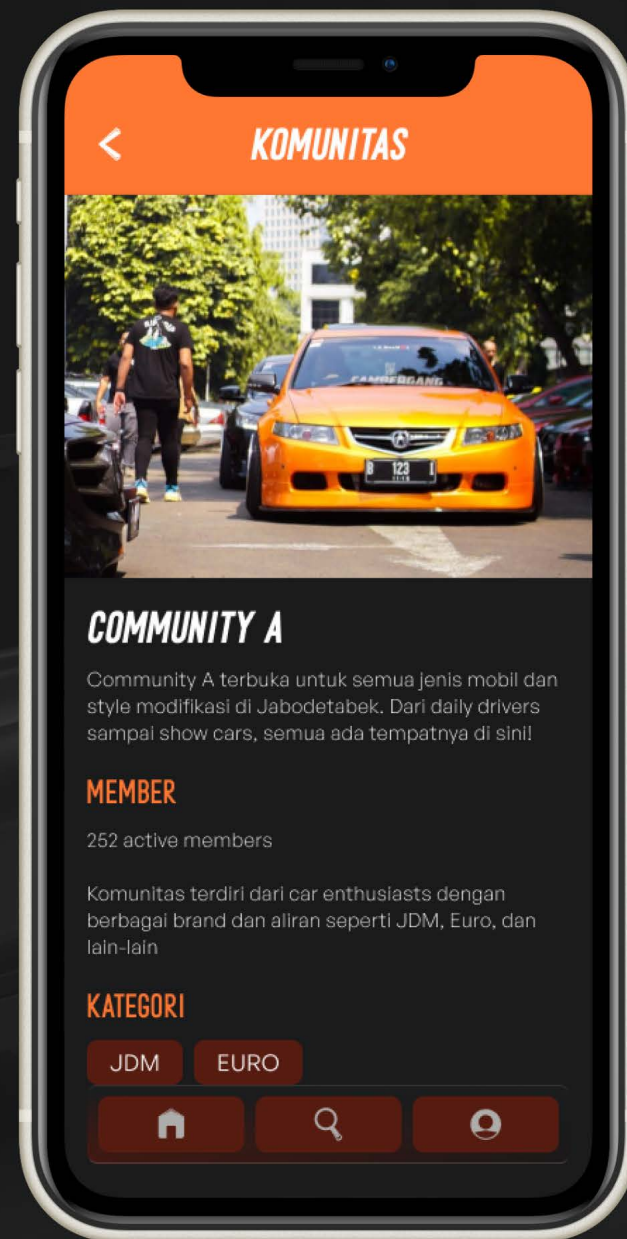 KOMUNITAS
CAMBERGANG
B 123 I
COMMUNITY A
Community A terbuka untuk semua jenis mobil dan
style modifikasi di Jabodetabek. Dari daily drivers
sampai show cars, semua ada tempatnya di sini!
MEMBER
252 active members
Komunitas terdiri dari car enthusiasts dengan
berbagai brand dan aliran seperti JDM, Euro, dan
lain-lain
KATEGORI
JDM EURO